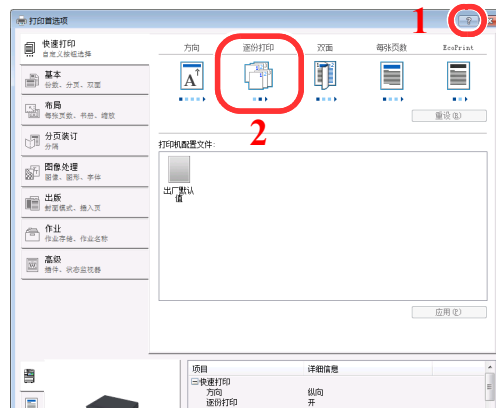 打印首选项
1
?
快速打印
自定义按钮选择
基本
份数、分页、双面
布局
每张页数、书册、缩放
分页装订
分隔
图像处理
图像、图形、字体
出版
封面模式、插入页
作业
作业存储、作业名称
高级
插件、状态监视器
方向
逐份打印
双面
每张页数
EcoPrint
A
2
重设(R)
打印机配置文件:
出厂默认
值
应用(P)
项目
详细信息
快速打印
方向
纵向
逐份打印
开